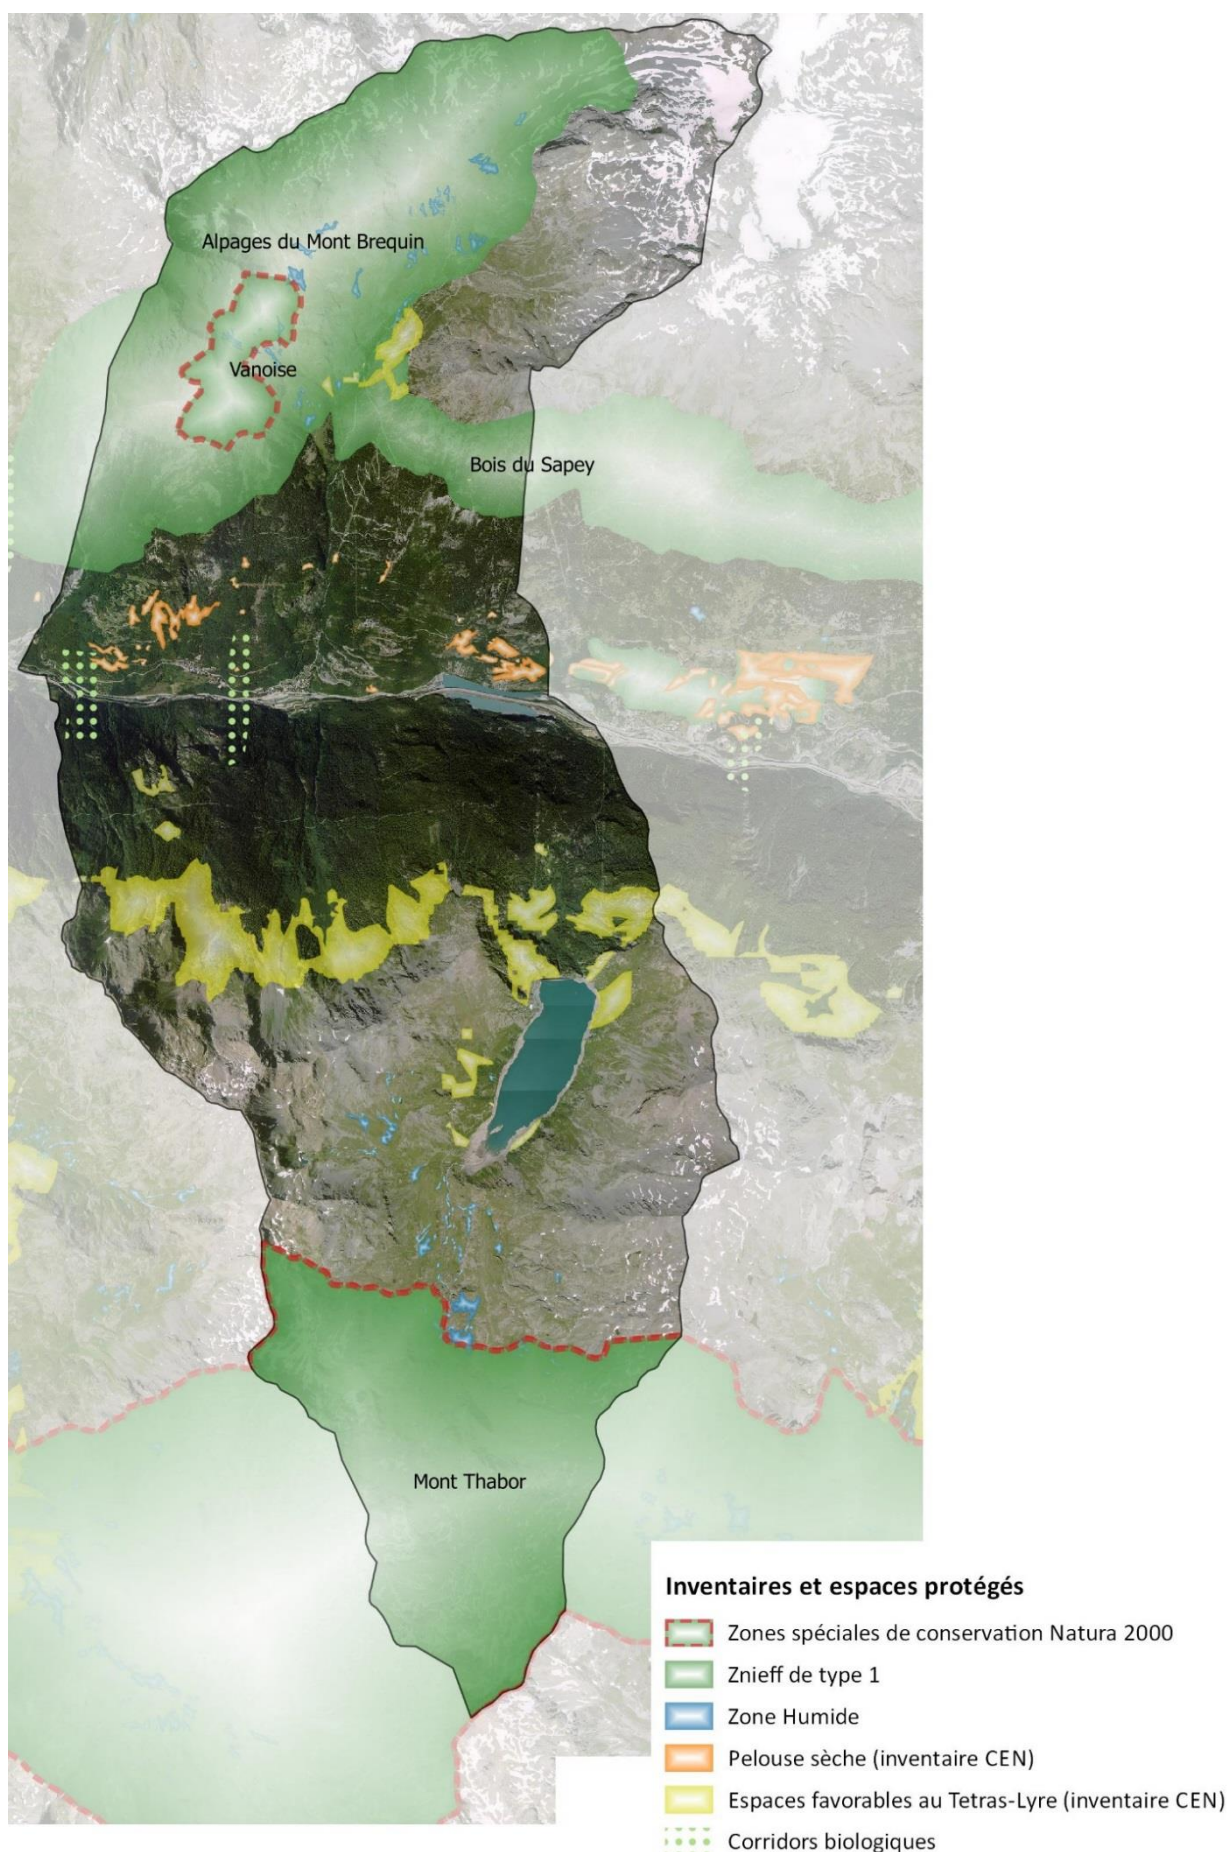 Alpages du Mont Brequin
Vanoise
Bois du Sapey
Mont Thabor
Inventaires et espaces protégés
Zones spéciales de conservation Natura 2000
Znieff de type 1
Zone Humide
Pelouse sèche (inventaire CEN)
Espaces favorables au Tetras-Lyre (inventaire CEN)
Corridors biologiques